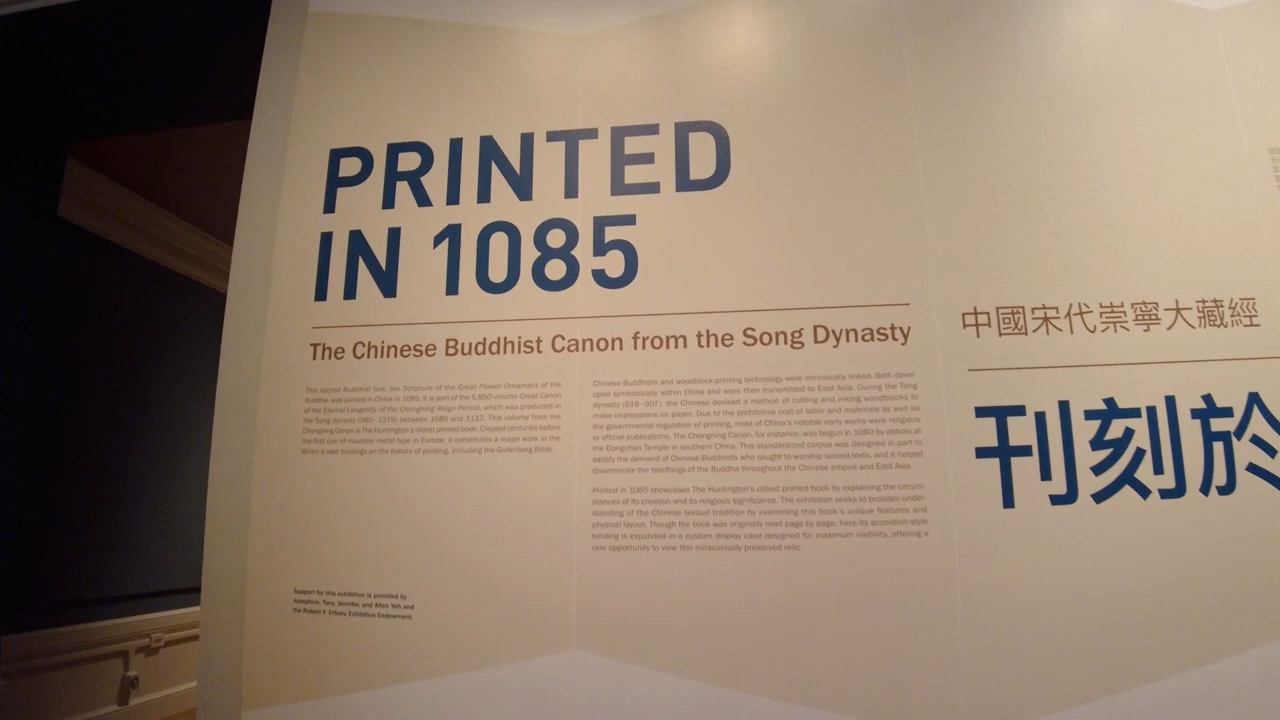 PRINTED
IN 1085
The Chinese Buddhist Canon from the Song Dynasty
This sacred Buddhist text, the Scripture of the Great Flower Ornament of the
Buddha, was printed in China in 1085. It is part of the 5,850-volume Great Canon
of the Eternal Longevity of the Chongning Reign Period, which was produced in
the Song dynasty (960–1279) between 1080 and 1112. This volume from the
Chongning Canon is The Huntington's oldest printed book. Created centuries before
the first use of movable metal type in Europe, it constitutes a major work in the
library's vast holdings on the history of printing, including the Gutenberg Bible.
Support for this exhibition is provided by
Josephine, Tony, Jennifer, and Allen Yeh and
the Robert F. Erburu Exhibition Endowment.
Chinese Buddhism and woodblock-printing technology were intrinsically linked. Both devel-
oped symbiotically within China and were then transmitted to East Asia. During the Tang
dynasty (618–907), the Chinese devised a method of cutting and inking woodblocks to
make impressions on paper. Due to the prohibitive cost of labor and materials as well as
the governmental regulation of printing, most of China's notable early works were religious
or official publications. The Chongning Canon, for instance, was begun in 1080 by abbots at
the Dongchan Temple in southern China. This standardized corpus was designed in part to
satisfy the demand of Chinese Buddhists who sought to worship sacred texts, and it helped
disseminate the teachings of the Buddha throughout the Chinese empire and East Asia.
Printed in 1085 showcases The Huntington's oldest printed book by explaining the circum
stances of its creation and its religious significance. The exhibition seeks to broaden under
standing of the Chinese textual tradition by examining this book's unique features and
physical layout. Though the book was originally read page by page, here its accordion-style
binding is expanded in a custom display case designed for maximum visibility, offering a
rare opportunity to view this miraculously preserved relic.
中國宋代崇寧大藏經
刊刻於